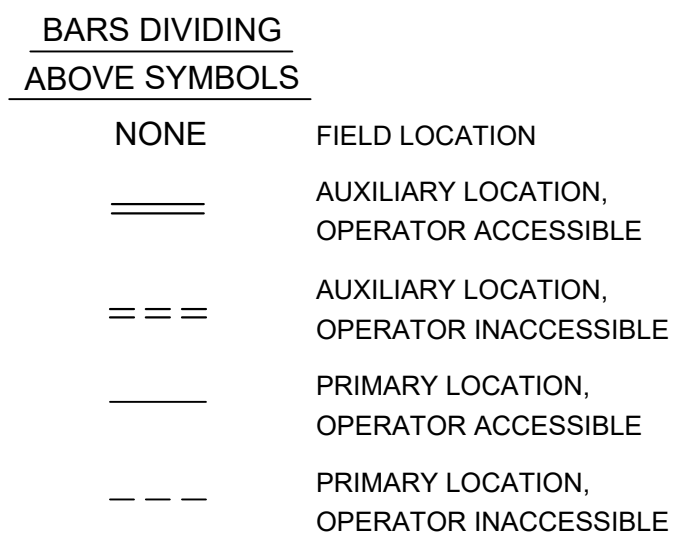 BARS DIVIDING
ABOVE SYMBOLS
NONE FIELD LOCATION
AUXILIARY LOCATION,
OPERATOR ACCESSIBLE
AUXILIARY LOCATION,
OPERATOR INACCESSIBLE
PRIMARY LOCATION,
OPERATOR ACCESSIBLE
PRIMARY LOCATION,
OPERATOR INACCESSIBLE